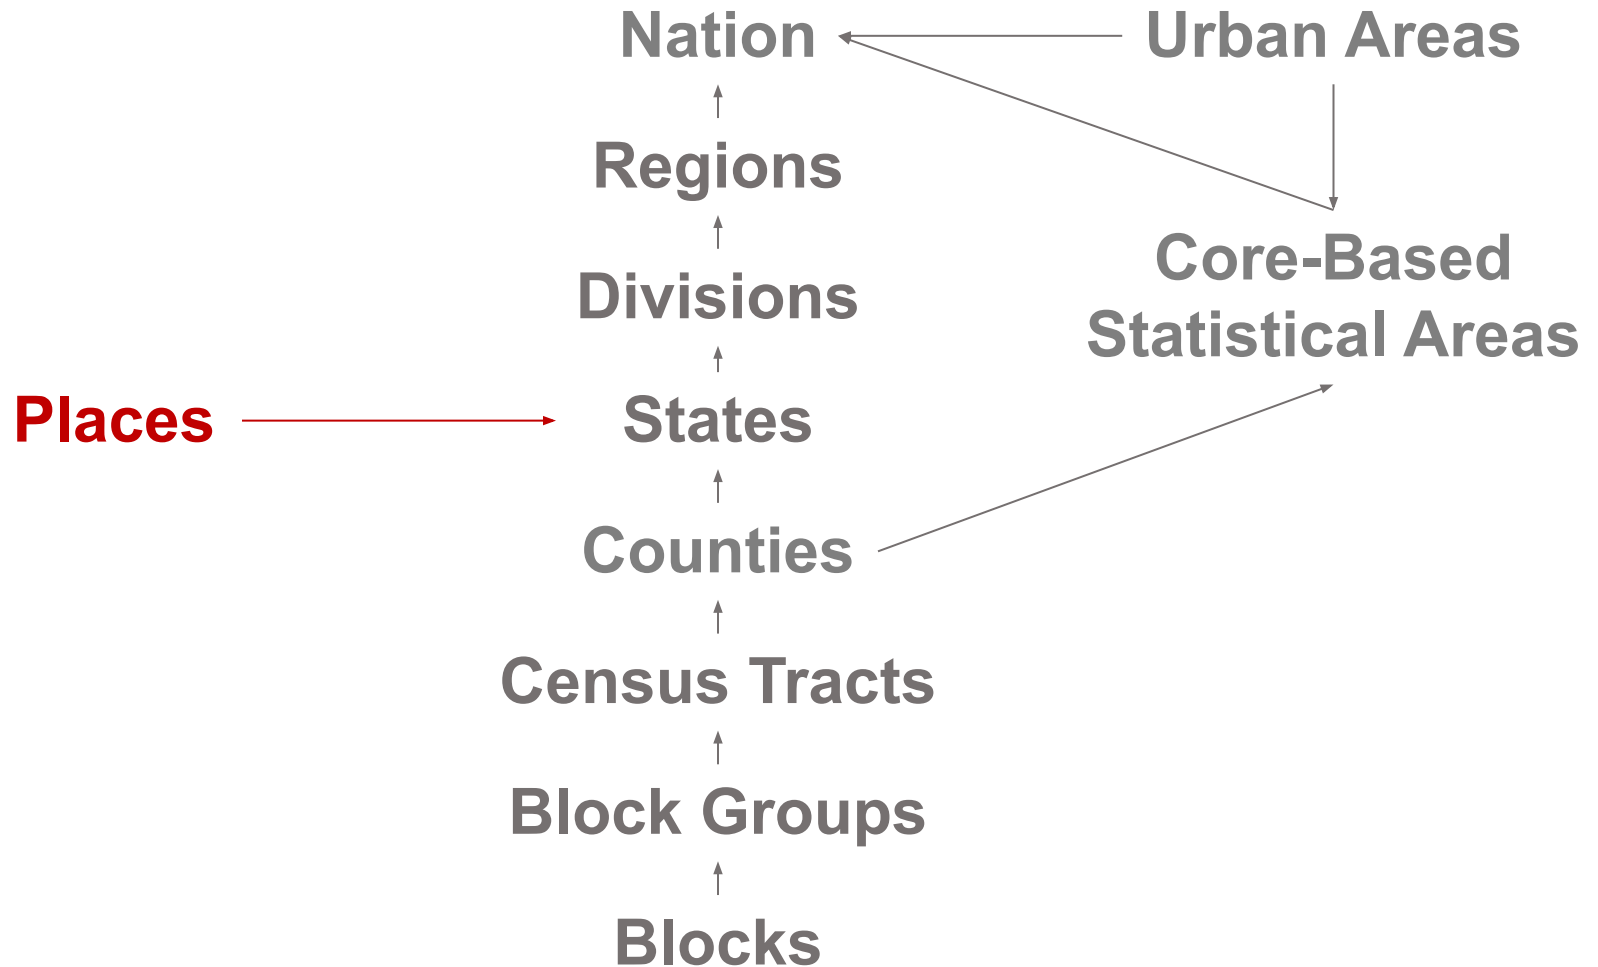 Nation
Urban Areas
Regions
Core-Based
Statistical Areas
Divisions
Places
States
Counties
Census Tracts
Block Groups
Blocks